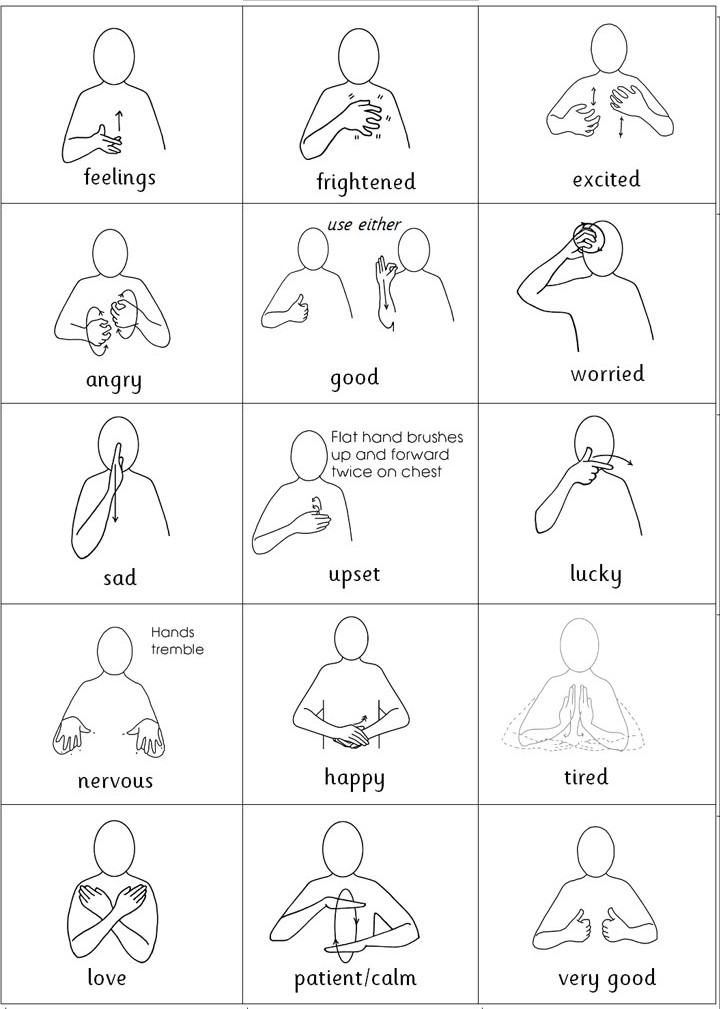 feelings
frightened
excited
use either
angry
good
worried
Flat hand brushes
up and forward
twice on chest
sad
upset
lucky
Hands
tremble
nervous
happy
tired
love
patient/calm
very good